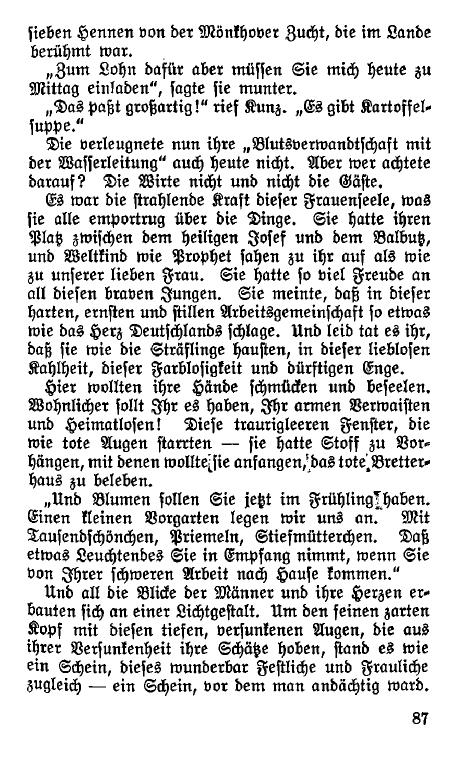 sieben Hennen von der Mönkhover Zucht, die im Lande
berühmt war.
„Zum Lohn dafür aber müssen Sie mich heute zu
Mittag einladen“, sagte sie munter.
„Das paßt großartig!“ rief Kunz. „Es gibt Kartoffel-
suppe.“
Die verleugnete nun ihre „Blutsverwandtschaft mit
der Wasserleitung“ auch heute nicht. Aber wer achtete
darauf? Die Wirte nicht und nicht die Gäste.
Es war die strahlende Kraft dieser Frauenseele, was
sie alle emportrug über die Dinge. Sie hatte ihren
Platz zwischen dem heiligen Josef und dem Balbutz,
und Weltkind wie Prophet sahen zu ihr auf als wie
zu unserer lieben Frau. Sie hatte so viel Freude an
all diesen braven Jungen. Sie meinte, daß in dieser
harten, ernsten und stillen Arbeitsgemeinschaft so etwas
wie das Herz Deutschlands schlage. Und leid tat es ihr,
daß sie wie die Sträflinge hausten, in dieser lieblosen
Kahlheit, dieser Farblosigkeit und dürftigen Enge.
Hier wollten ihre Hände schmücken und beseelen.
Wohnlicher sollt Ihr es haben, Ihr armen Verwaisten
und Heimatlosen! Diese traurigleeren Fenster, die
wie tote Augen starrten — sie hatte Stoff zu Vor-
hängen, mit denen wollte sie anfangen, das tote Bretter-
haus zu beleben.
„Und Blumen sollen Sie jetzt im Frühling haben.
Einen kleinen Vorgarten legen wir uns an. Mit
Tausendschönchen, Priemeln, Stiefmütterchen. Daß
etwas Leuchtendes Sie in Empfang nimmt, wenn Sie
von Ihrer schweren Arbeit nach Hause kommen.“
Und all die Blicke der Männer und ihre Herzen er-
bauten sich an einer Lichtgestalt. Um den feinen zarten
Kopf mit diesen tiefen, versunkenen Augen, die aus
ihrer Versunkenheit ihre Schätze hoben, stand es wie
ein Schein, dieses wunderbar Festliche und Frauliche
zugleich — ein Schein, vor dem man andächtig ward.
87